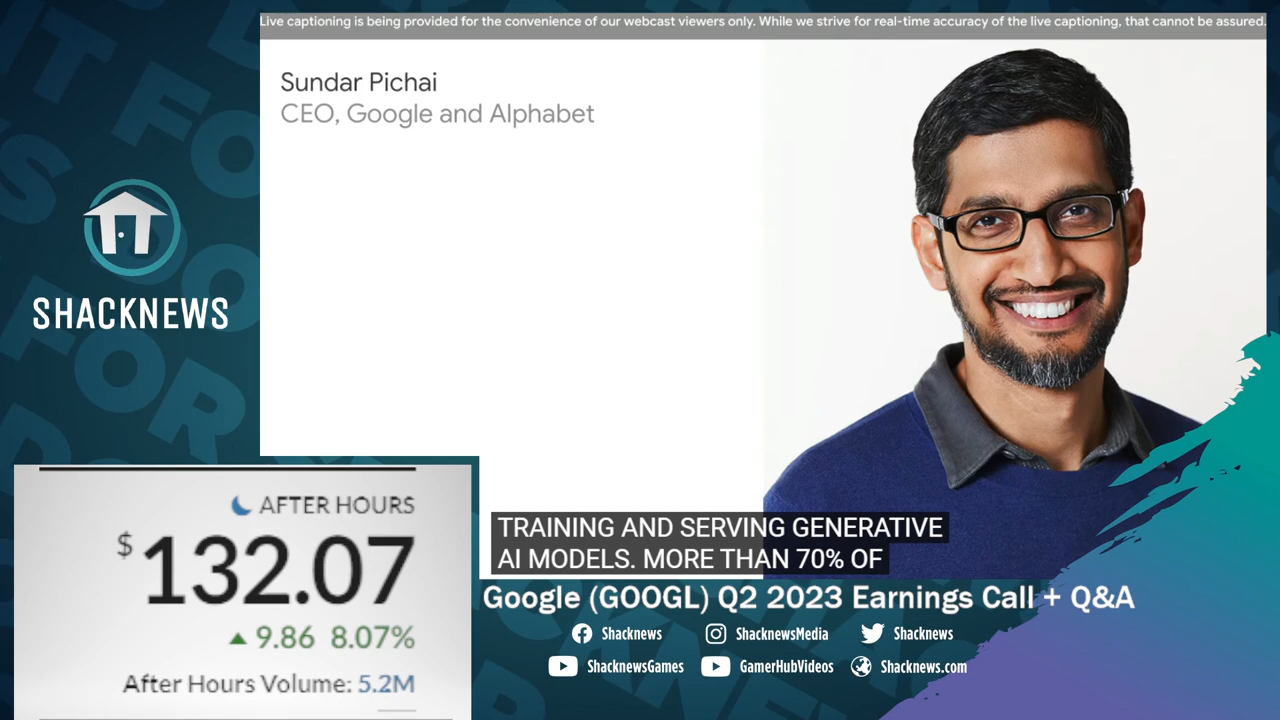 Live captioning is being provided for the convenience of our webcast viewers only. While we strive for real-time accuracy of the live captioning, that cannot be assured.
Sundar Pichai
CEO, Google and Alphabet
SHACKNEWS
AFTER HOURS
$132.07
▲ 9.86 8.07%
After Hours Volume: 5.2M
TRAINING AND SERVING GENERATIVE
AI MODELS. MORE THAN 70% OF
Google (GOOGL) Q2 2023 Earnings Call + Q&A
Shacknews ShacknewsMedia Shacknews
ShacknewsGames GamerHubVideos Shacknews.com